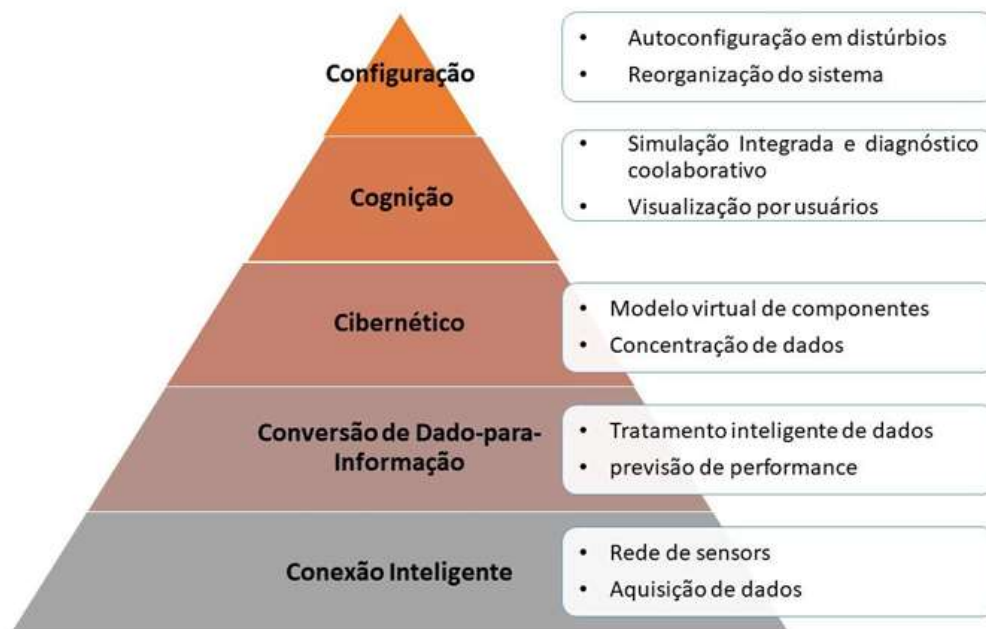 Configuração
• Autoconfiguração em distúrbios
• Reorganização do sistema
Cognição
• Simulação Integrada e diagnóstico
coolaborativo
• Visualização por usuários
Cibernético
• Modelo virtual de componentes
• Concentração de dados
Conversão de Dado-para-
Informação
• Tratamento inteligente de dados
• previsão de performance
Conexão Inteligente
• Rede de sensors
• Aquisição de dados